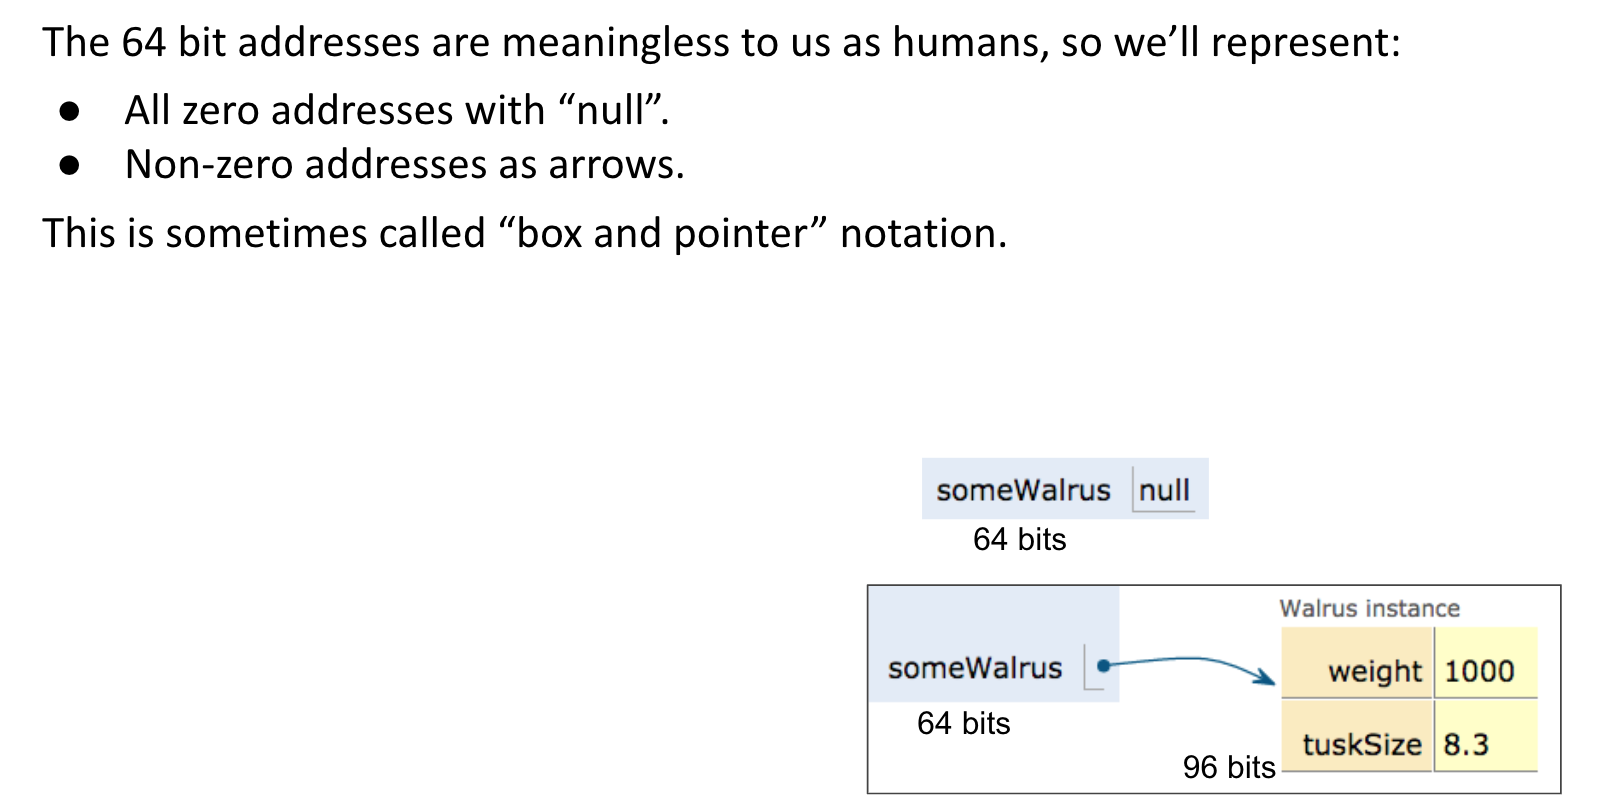 The 64 bit addresses are meaningless to us as humans, so we’ll represent:
● All zero addresses with “null”.
● Non-zero addresses as arrows.
This is sometimes called “box and pointer” notation.
someWalrus null
64 bits
Walrus instance
someWalrus
weight 1000
64 bits
tuskSize 8.3
96 bits